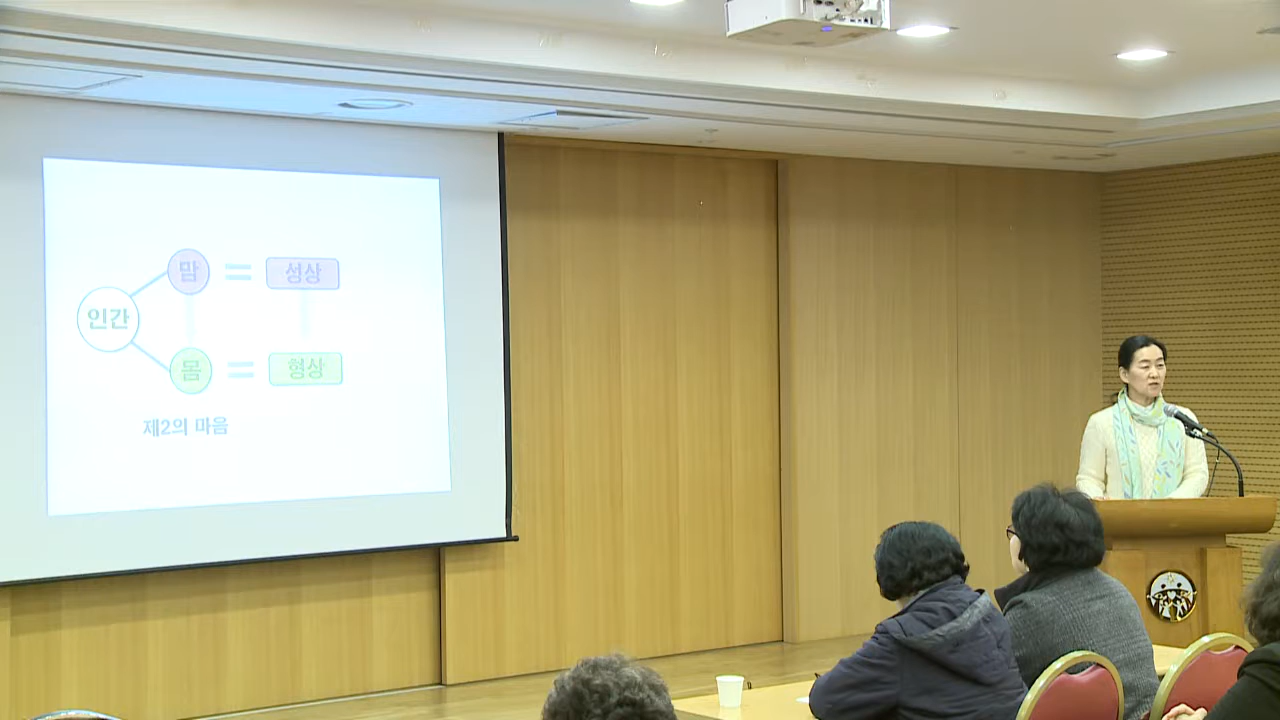 맘 = 성상
인간
몸 = 형상
제2의 마음